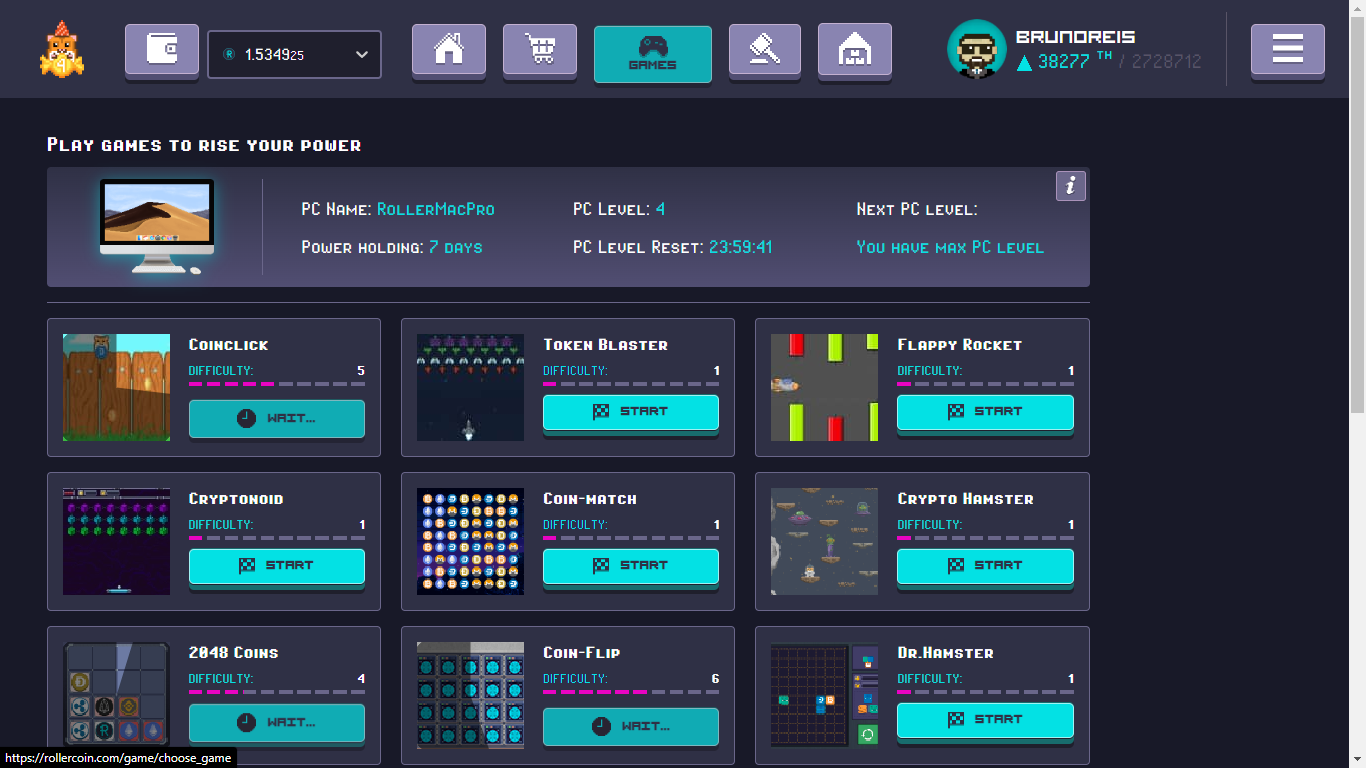 1.5349425
GAMES
BRUNOREIS
38277 TH / 2728712
Play games to rise your power
PC Name: RollerMacPro
PC Level: 4
Next PC level:
Power holding: 7 days
PC Level Reset: 23:59:41
You have max PC level
i
Coinclick
Difficulty: 5
WAIT...
Token Blaster
Difficulty: 1
START
Flappy Rocket
Difficulty: 1
START
Cryptonoid
Difficulty: 1
START
Coin-match
Difficulty: 1
START
Crypto Hamster
Difficulty: 1
START
2048 Coins
Difficulty: 4
WAIT...
Coin-Flip
Difficulty: 6
WAIT...
Dr.Hamster
Difficulty: 1
START
https://rollercoin.com/game/choose_game